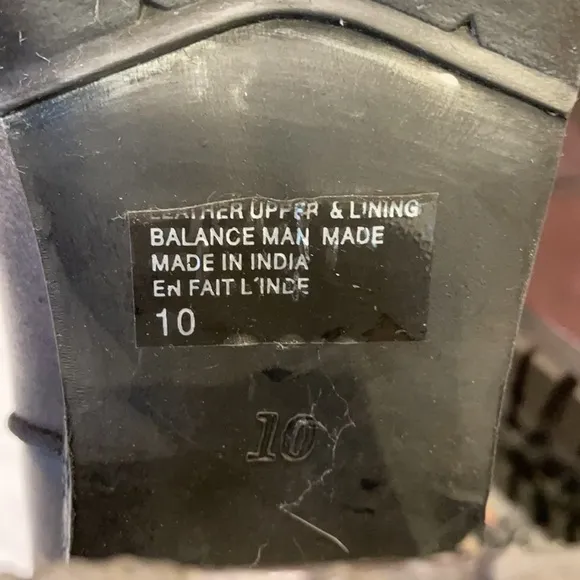 LEATHER UPPER & LINING
BALANCE MAN MADE
MADE IN INDIA
EN FAIT L'INDE
10
10